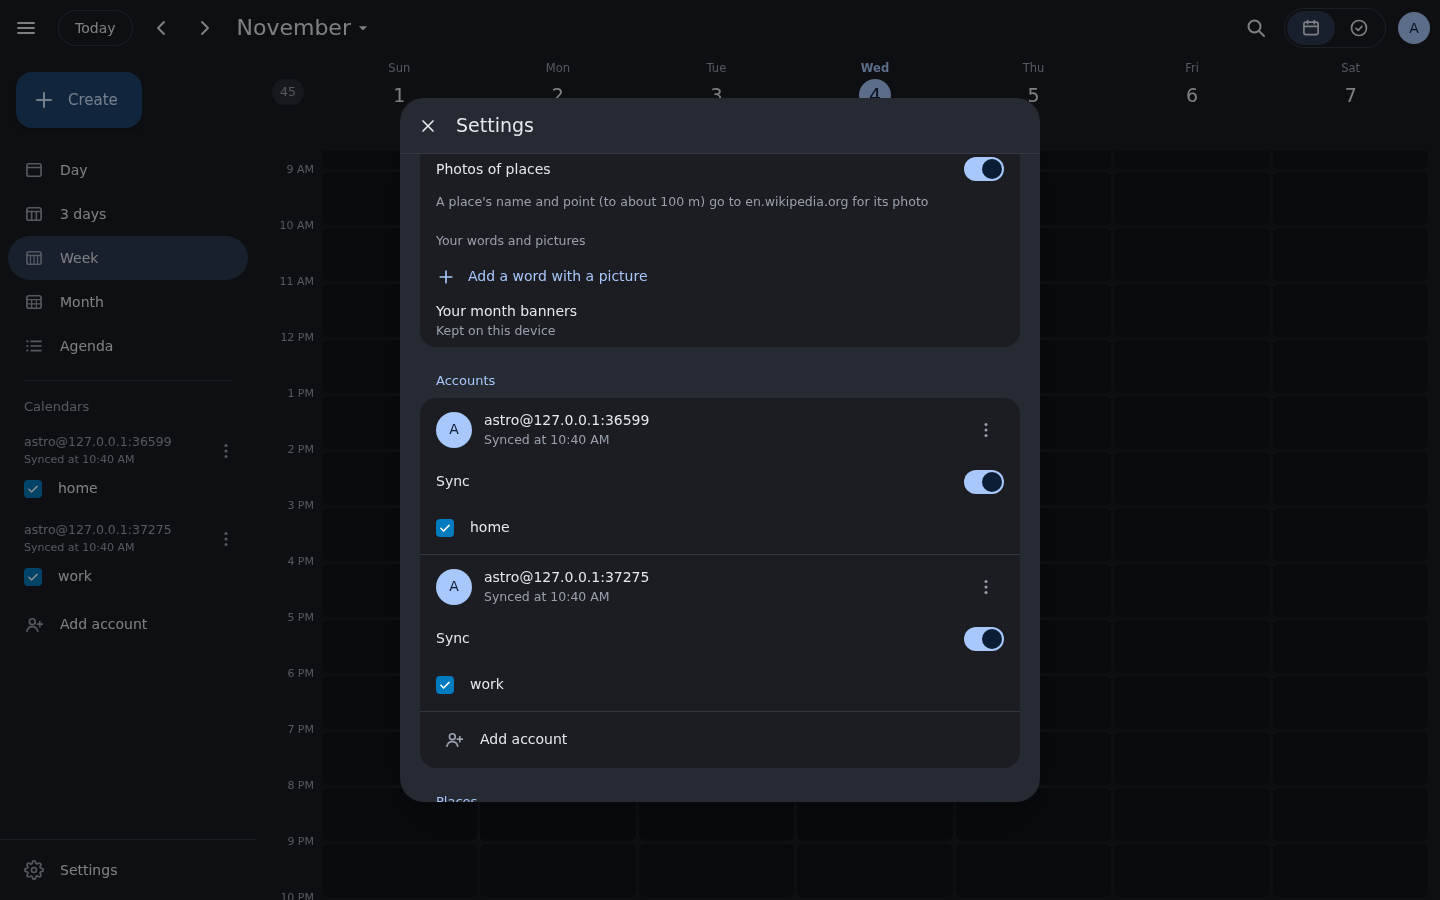 Today
November
A
Create
Day
3 days
Week
Month
Agenda
Calendars
astro@127.0.0.1:36599
Synced at 10:40 AM
home
astro@127.0.0.1:37275
Synced at 10:40 AM
work
Add account
Settings
45
Sun
1
Mon
2
Tue
3
Wed
4
Thu
5
Fri
6
Sat
7
9 AM
10 AM
11 AM
12 PM
1 PM
2 PM
3 PM
4 PM
5 PM
6 PM
7 PM
8 PM
9 PM
10 PM
Settings
Photos of places
A place's name and point (to about 100 m) go to en.wikipedia.org for its photo
Your words and pictures
Add a word with a picture
Your month banners
Kept on this device
Accounts
A
astro@127.0.0.1:36599
Synced at 10:40 AM
Sync
home
A
astro@127.0.0.1:37275
Synced at 10:40 AM
Sync
work
Add account
Places